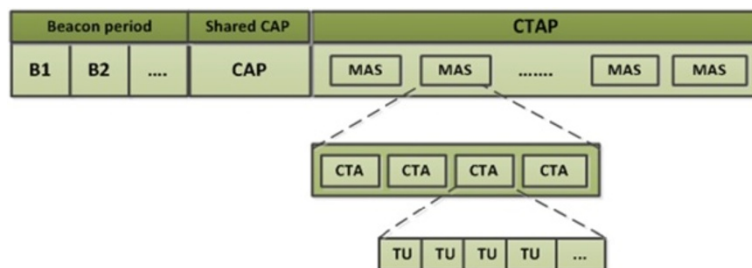 Beacon period Shared CAP CTAP
B1 B2 .... CAP MAS MAS ....... MAS MAS
CTA CTA CTA CTA
TU TU TU TU ...